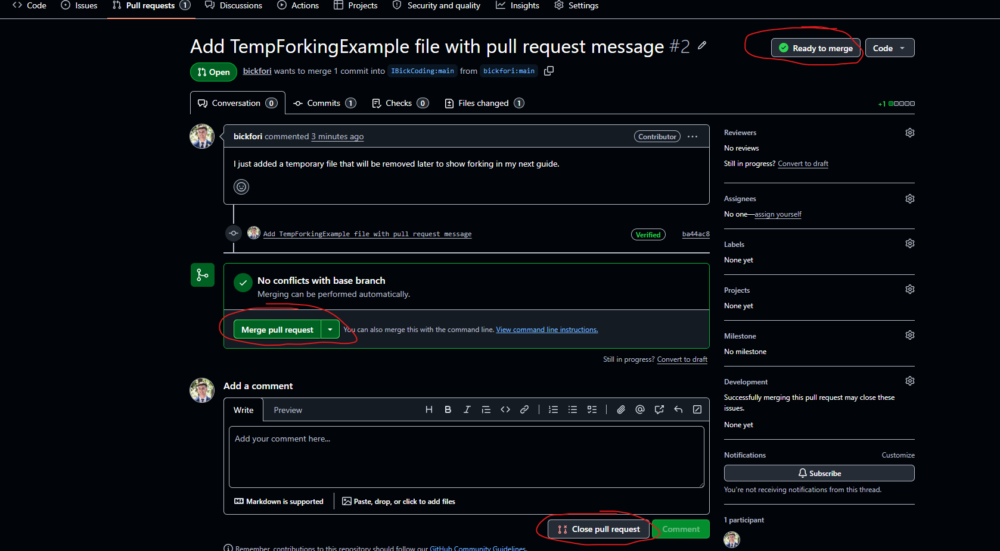 Code Issues Pull requests 1 Discussions Actions Projects Security and quality Insights Settings
Add TempForkingExample file with pull request message #2
Ready to merge
Code
Open
bickfori wants to merge 1 commit into IBickCoding:main from bickfori:main
Conversation 0 Commits 1 Checks 0 Files changed 1
+1
bickfori commented 3 minutes ago
Contributor
I just added a temporary file that will be removed later to show forking in my next guide.
Add TempForkingExample file with pull request message
Verified
ba44ac8
No conflicts with base branch
Merging can be performed automatically.
Merge pull request
You can also merge this with the command line. View command line instructions.
Still in progress? Convert to draft
Add a comment
Write Preview
Add your comment here...
Markdown is supported
Paste, drop, or click to add files
Close pull request
Comment
Remember, contributions to this repository should follow our GitHub Community Guidelines.
Reviewers
No reviews
Still in progress? Convert to draft
Assignees
No one—assign yourself
Labels
None yet
Projects
None yet
Milestone
No milestone
Development
Successfully merging this pull request may close these
issues.
None yet
Notifications
Customize
Subscribe
You're not receiving notifications from this thread.
1 participant